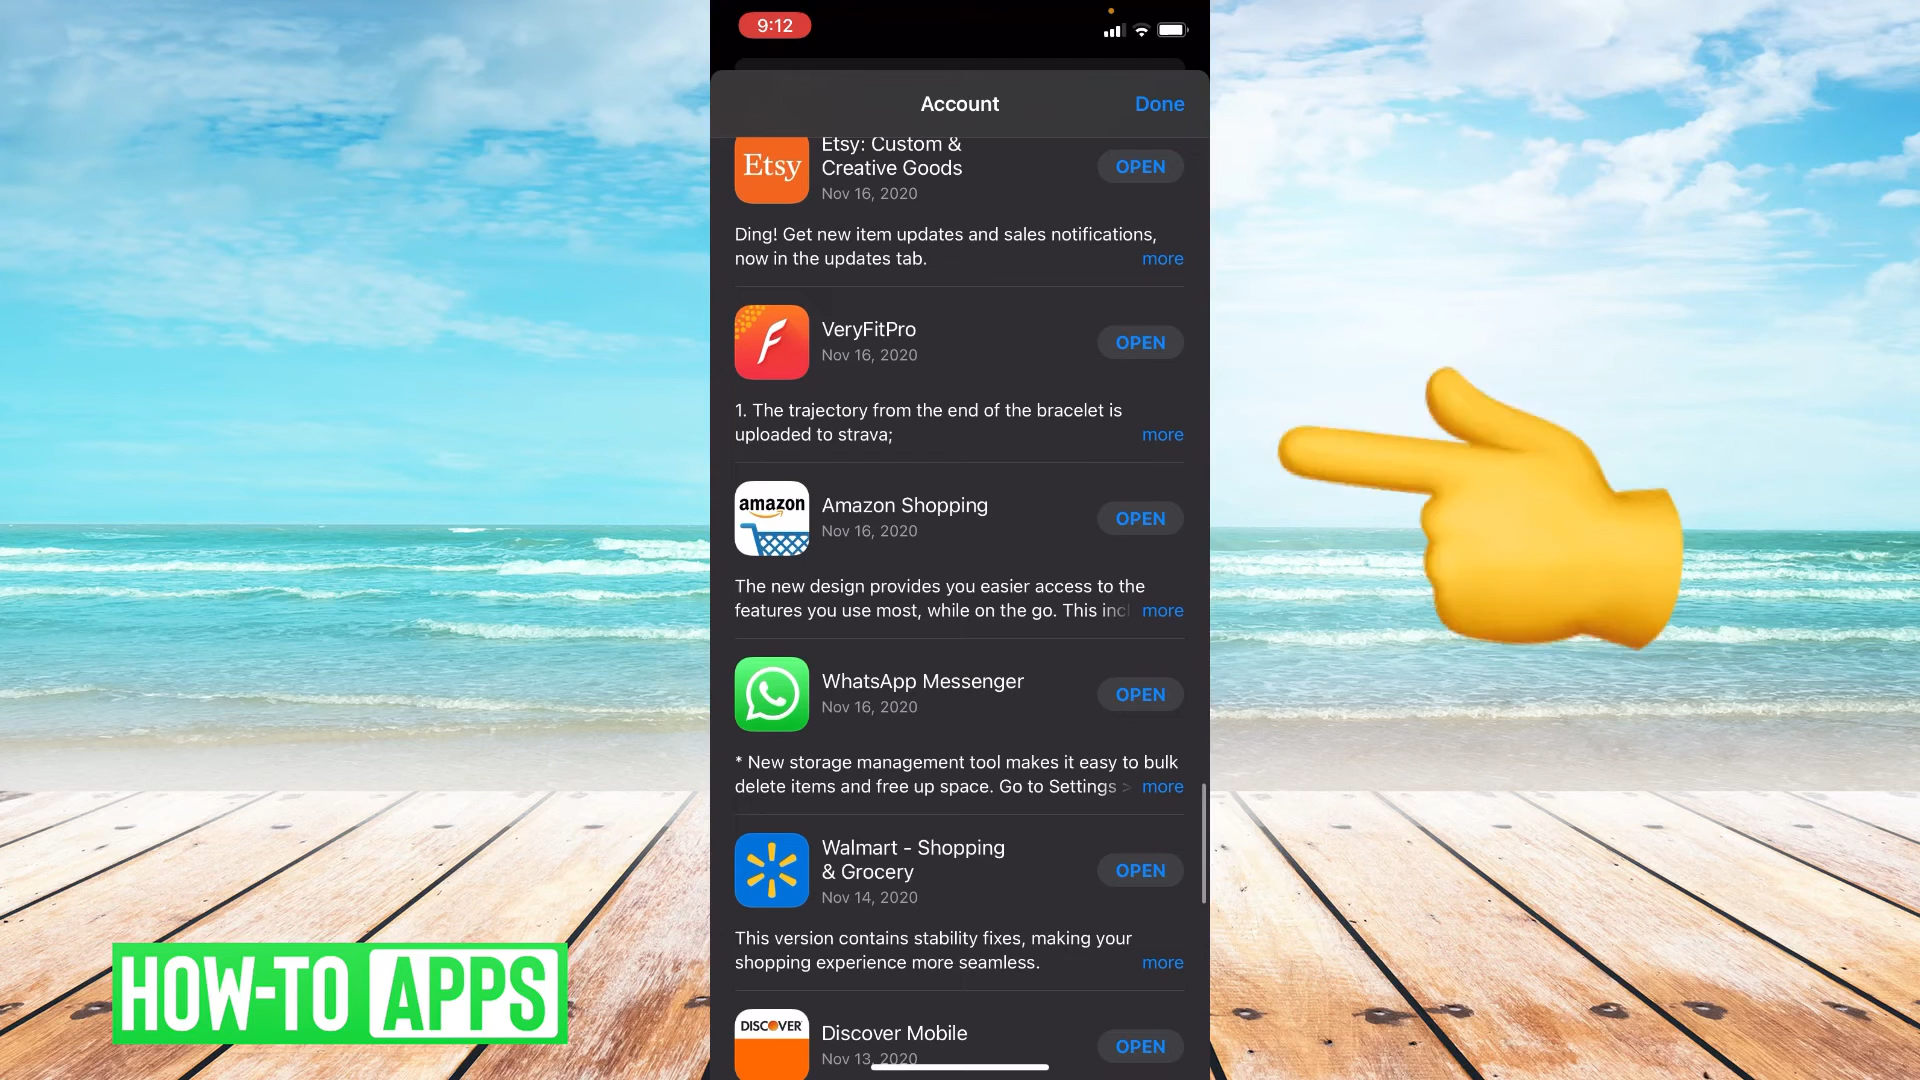 9:12
Account
Done
Etsy
Etsy: Custom &
Creative Goods
Nov 16, 2020
OPEN
Ding! Get new item updates and sales notifications,
now in the updates tab.
more
VeryFitPro
Nov 16, 2020
OPEN
1. The trajectory from the end of the bracelet is
uploaded to strava;
more
amazon
Amazon Shopping
Nov 16, 2020
OPEN
The new design provides you easier access to the
features you use most, while on the go. This incl
more
WhatsApp Messenger
Nov 16, 2020
OPEN
* New storage management tool makes it easy to bulk
delete items and free up space. Go to Settings >
more
Walmart - Shopping
& Grocery
Nov 14, 2020
OPEN
This version contains stability fixes, making your
shopping experience more seamless.
more
DISCOVER
Discover Mobile
Nov 13, 2020
OPEN
HOW-TO APPS